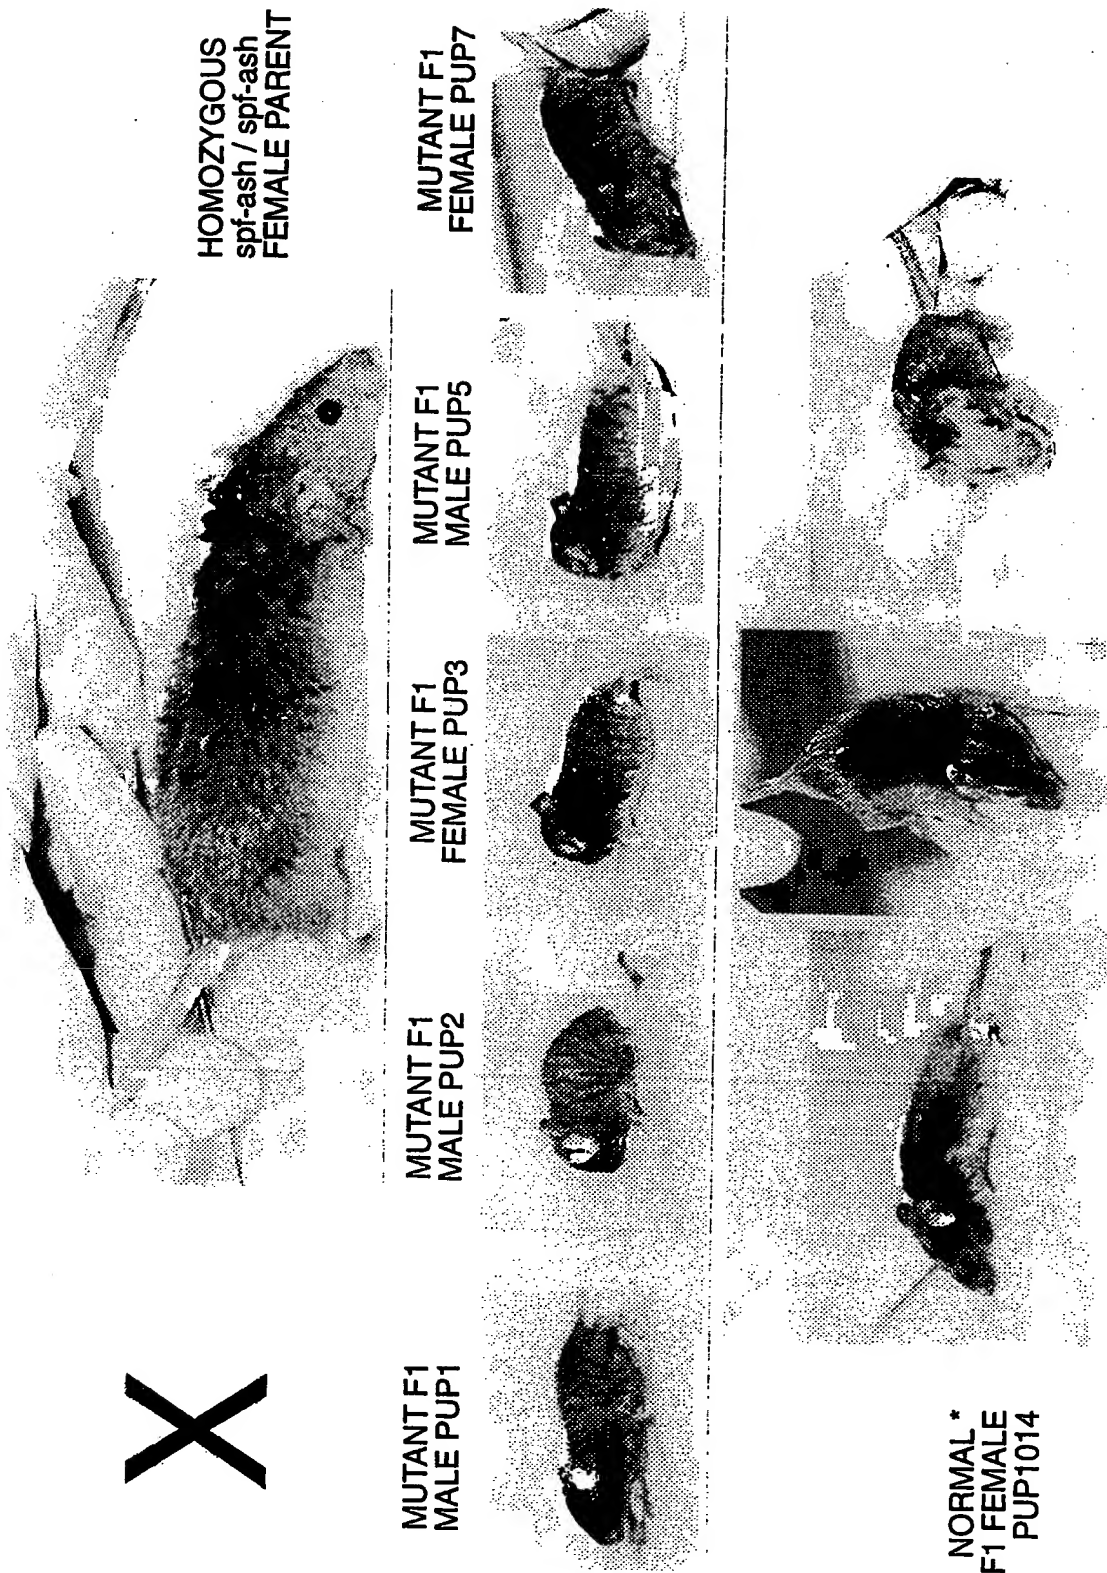 X
HOMOZYGOUS
spf-ash / spf-ash
FEMALE PARENT
MUTANT F1
MALE PUP1
MUTANT F1
MALE PUP2
MUTANT F1
FEMALE PUP3
MUTANT F1
MALE PUP5
MUTANT F1
FEMALE PUP7
NORMAL *
F1 FEMALE
PUP1014